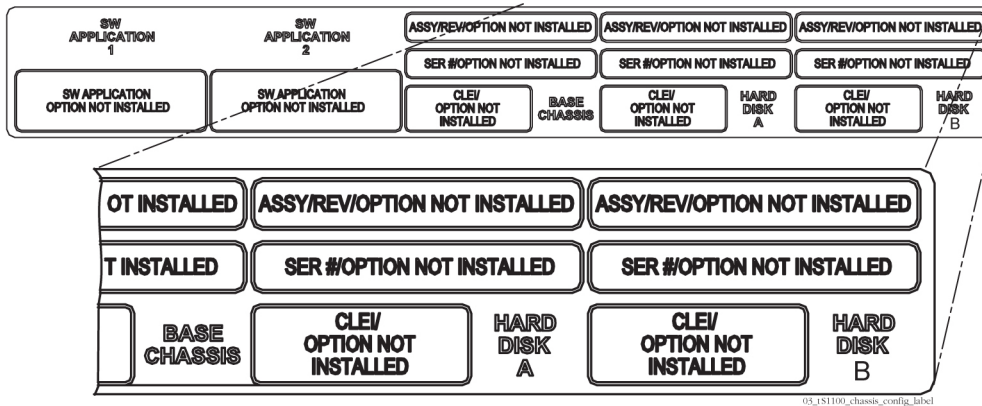 SW
APPLICATION
1
SW
APPLICATION
2
ASSY/REV/OPTION NOT INSTALLED
ASSY/REV/OPTION NOT INSTALLED
ASSY/REV/OPTION NOT INSTALLED
SER #/OPTION NOT INSTALLED
SER #/OPTION NOT INSTALLED
SER #/OPTION NOT INSTALLED
SW APPLICATION
OPTION NOT INSTALLED
SW APPLICATION
OPTION NOT INSTALLED
CLEI/
OPTION NOT
INSTALLED
BASE
CHASSIS
CLEI/
OPTION NOT
INSTALLED
HARD
DISK
A
CLEI/
OPTION NOT
INSTALLED
HARD
DISK
B
OT INSTALLED
ASSY/REV/OPTION NOT INSTALLED
ASSY/REV/OPTION NOT INSTALLED
T INSTALLED
SER #/OPTION NOT INSTALLED
SER #/OPTION NOT INSTALLED
BASE
CHASSIS
CLEI/
OPTION NOT
INSTALLED
HARD
DISK
A
CLEI/
OPTION NOT
INSTALLED
HARD
DISK
B
03_tS1100_chassis_config_label